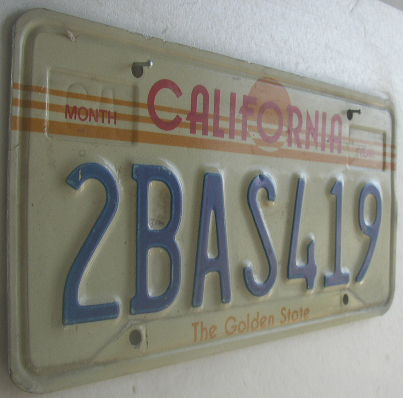 CALIFORNIA
MONTH
2BAS419
The Golden State